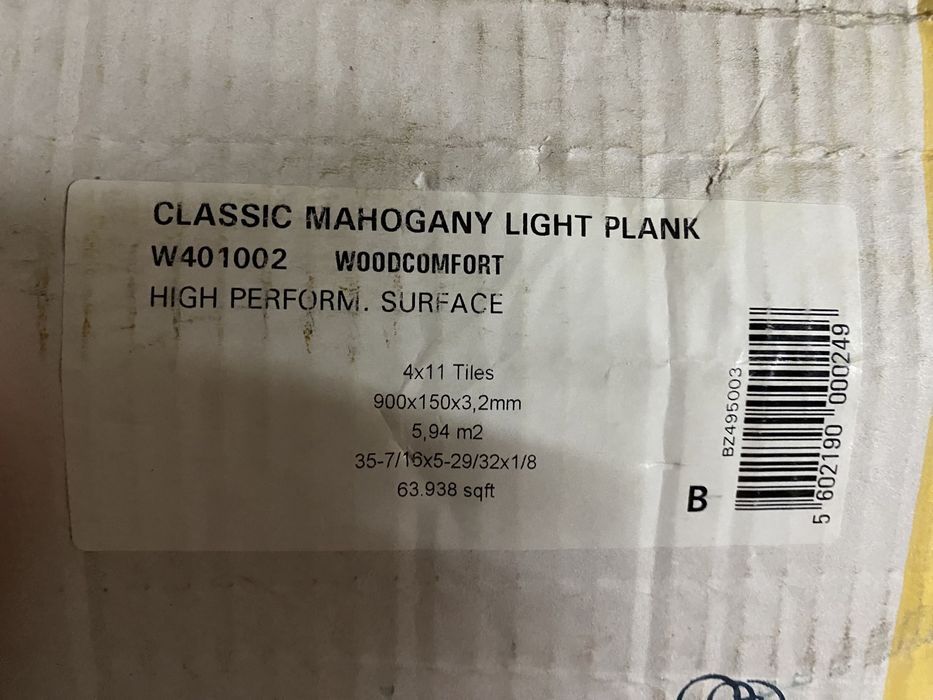 CLASSIC MAHOGANY LIGHT PLANK
W401002 WOODCOMFORT
HIGH PERFORM. SURFACE
4x11 Tiles
900x150x3,2mm
5,94 m2
35-7/16x5-29/32x1/8
63.938 sqft
B
BZ495003
5 602190 000249